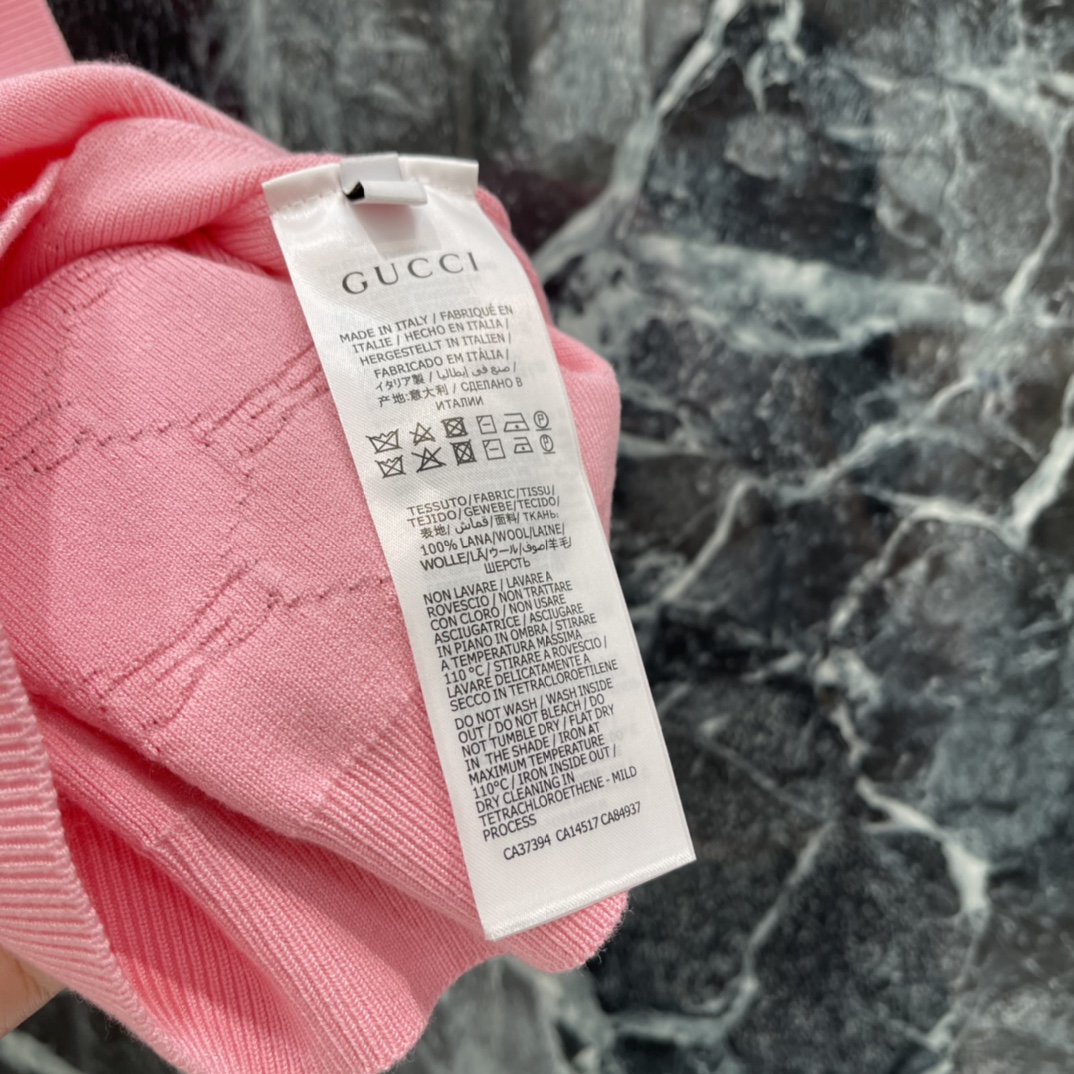 GUCCI
MADE IN ITALY / FABRIQUÉ EN
ITALIE / HECHO EN ITALIA /
HERGESTELLT IN ITALIEN /
FABRICADO EM ITÁLIA /
イタリア製 / صنع في إيطاليا /
产地:意大利 / СДЕЛАНО В
ИТАЛИИ
TESSUTO/FABRIC/TISSU/
TEJIDO/GEWEBE/TECIDO/
表地/ قماش/面料/ ТКАНЬ:
100% LANA/WOOL/LAINE/
WOLLE/LÃ/ウール/صوف/羊毛/
ШЕРСТЬ
NON LAVARE / LAVARE A
ROVESCIO / NON TRATTARE
CON CLORO / NON USARE
ASCIUGATRICE / ASCIUGARE
IN PIANO IN OMBRA / STIRARE
A TEMPERATURA MASSIMA
110 °C / STIRARE A ROVESCIO /
LAVARE DELICATAMENTE A
SECCO IN TETRACLOROETILENE
DO NOT WASH / WASH INSIDE
OUT / DO NOT BLEACH / DO
NOT TUMBLE DRY / FLAT DRY
IN THE SHADE / IRON AT
MAXIMUM TEMPERATURE
110°C / IRON INSIDE OUT /
DRY CLEANING IN
TETRACHLOROETHENE - MILD
PROCESS
CA37394 CA14517 CA84937